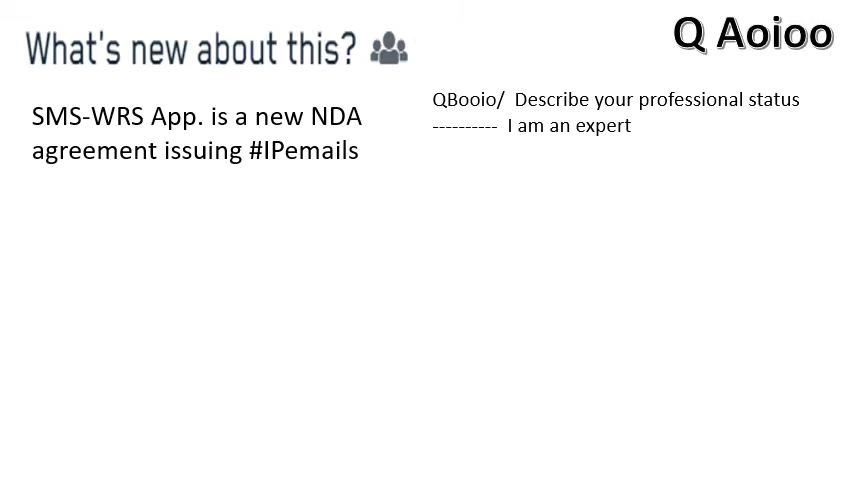 What's new about this?
Q Aoioo
SMS-WRS App. is a new NDA
agreement issuing #IPemails
QBooio/ Describe your professional status
---------- I am an expert